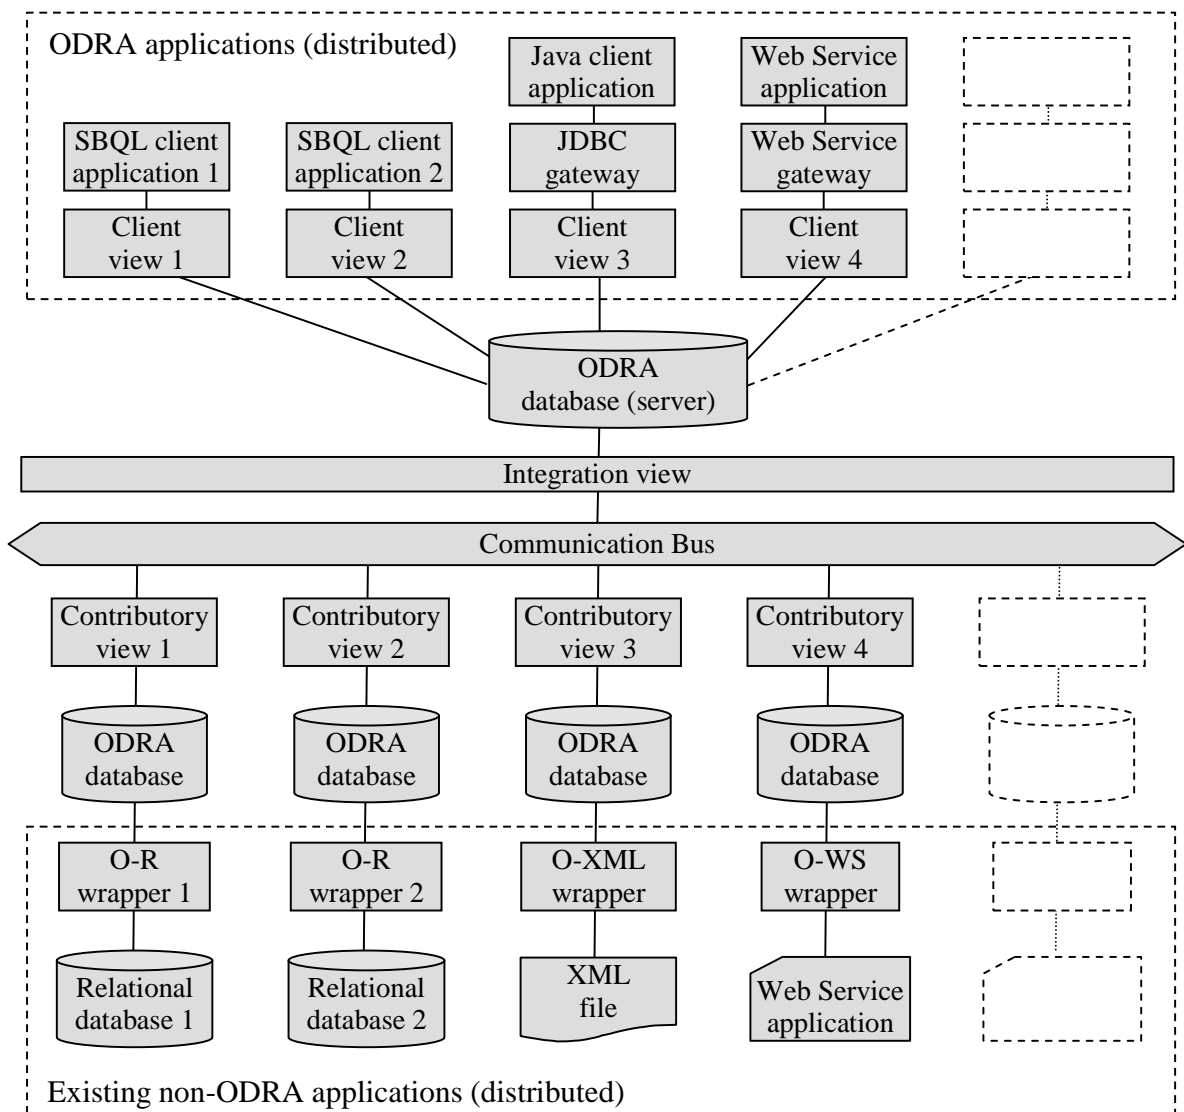 ODRA applications (distributed)
Java client
application
Web Service
application
SBQL client
application 1
SBQL client
application 2
JDBC
gateway
Web Service
gateway
Client
view 1
Client
view 2
Client
view 3
Client
view 4
ODRA
database (server)
Integration view
Communication Bus
Contributory
view 1
Contributory
view 2
Contributory
view 3
Contributory
view 4
ODRA
database
ODRA
database
ODRA
database
ODRA
database
O-R
wrapper 1
O-R
wrapper 2
O-XML
wrapper
O-WS
wrapper
Relational
database 1
Relational
database 2
XML
file
Web Service
application
Existing non-ODRA applications (distributed)